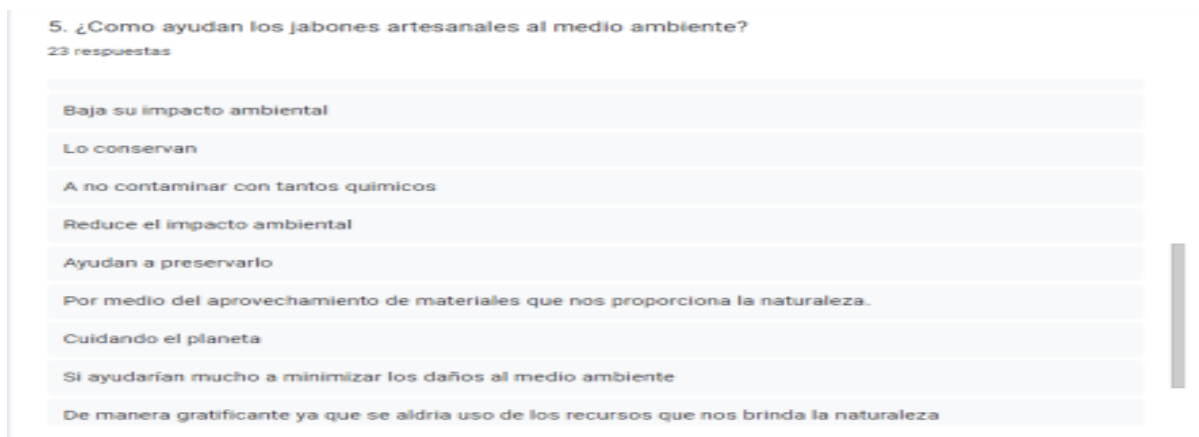 5. ¿Como ayudan los jabones artesanales al medio ambiente?
23 respuestas
Baja su impacto ambiental
Lo conservan
A no contaminar con tantos quimicos
Reduce el impacto ambiental
Ayudan a preservarlo
Por medio del aprovechamiento de materiales que nos proporciona la naturaleza.
Cuidando el planeta
Si ayudarían mucho a minimizar los daños al medio ambiente
De manera gratificante ya que se aldria uso de los recursos que nos brinda la naturaleza